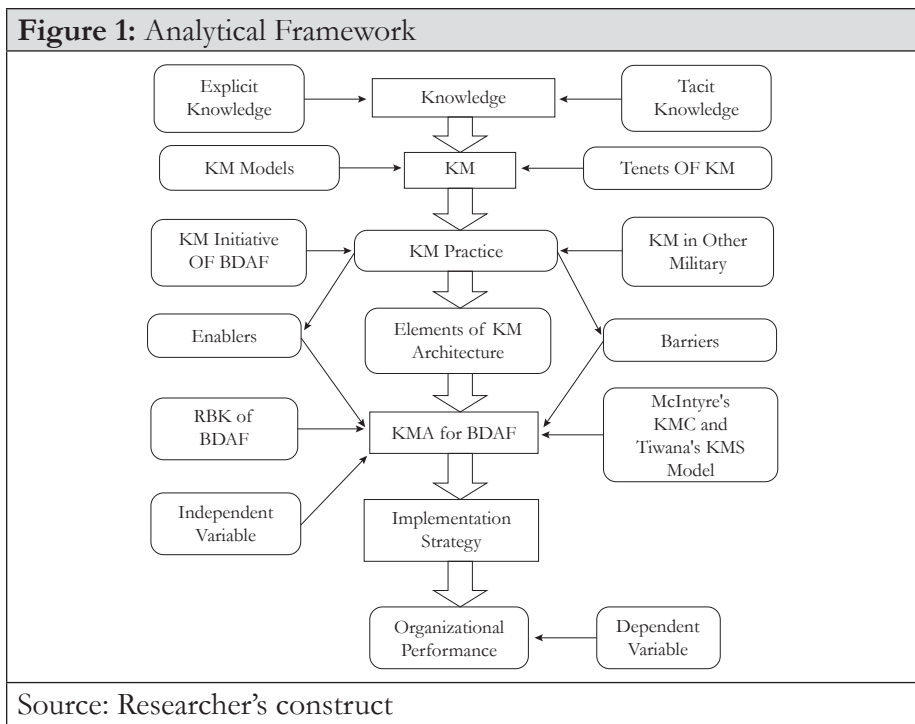 Figure 1: Analytical Framework
Explicit
Knowledge
Knowledge
Tacit
Knowledge
KM Models
KM
Tenets OF KM
KM Initiative
OF BDAF
KM Practice
KM in Other
Military
Enablers
Elements of KM
Architecture
Barriers
RBK of
BDAF
KMA for BDAF
McIntyre's
KMC and
Tiwana's KMS
Model
Independent
Variable
Implementation
Strategy
Organizational
Performance
Dependent
Variable
Source: Researcher’s construct